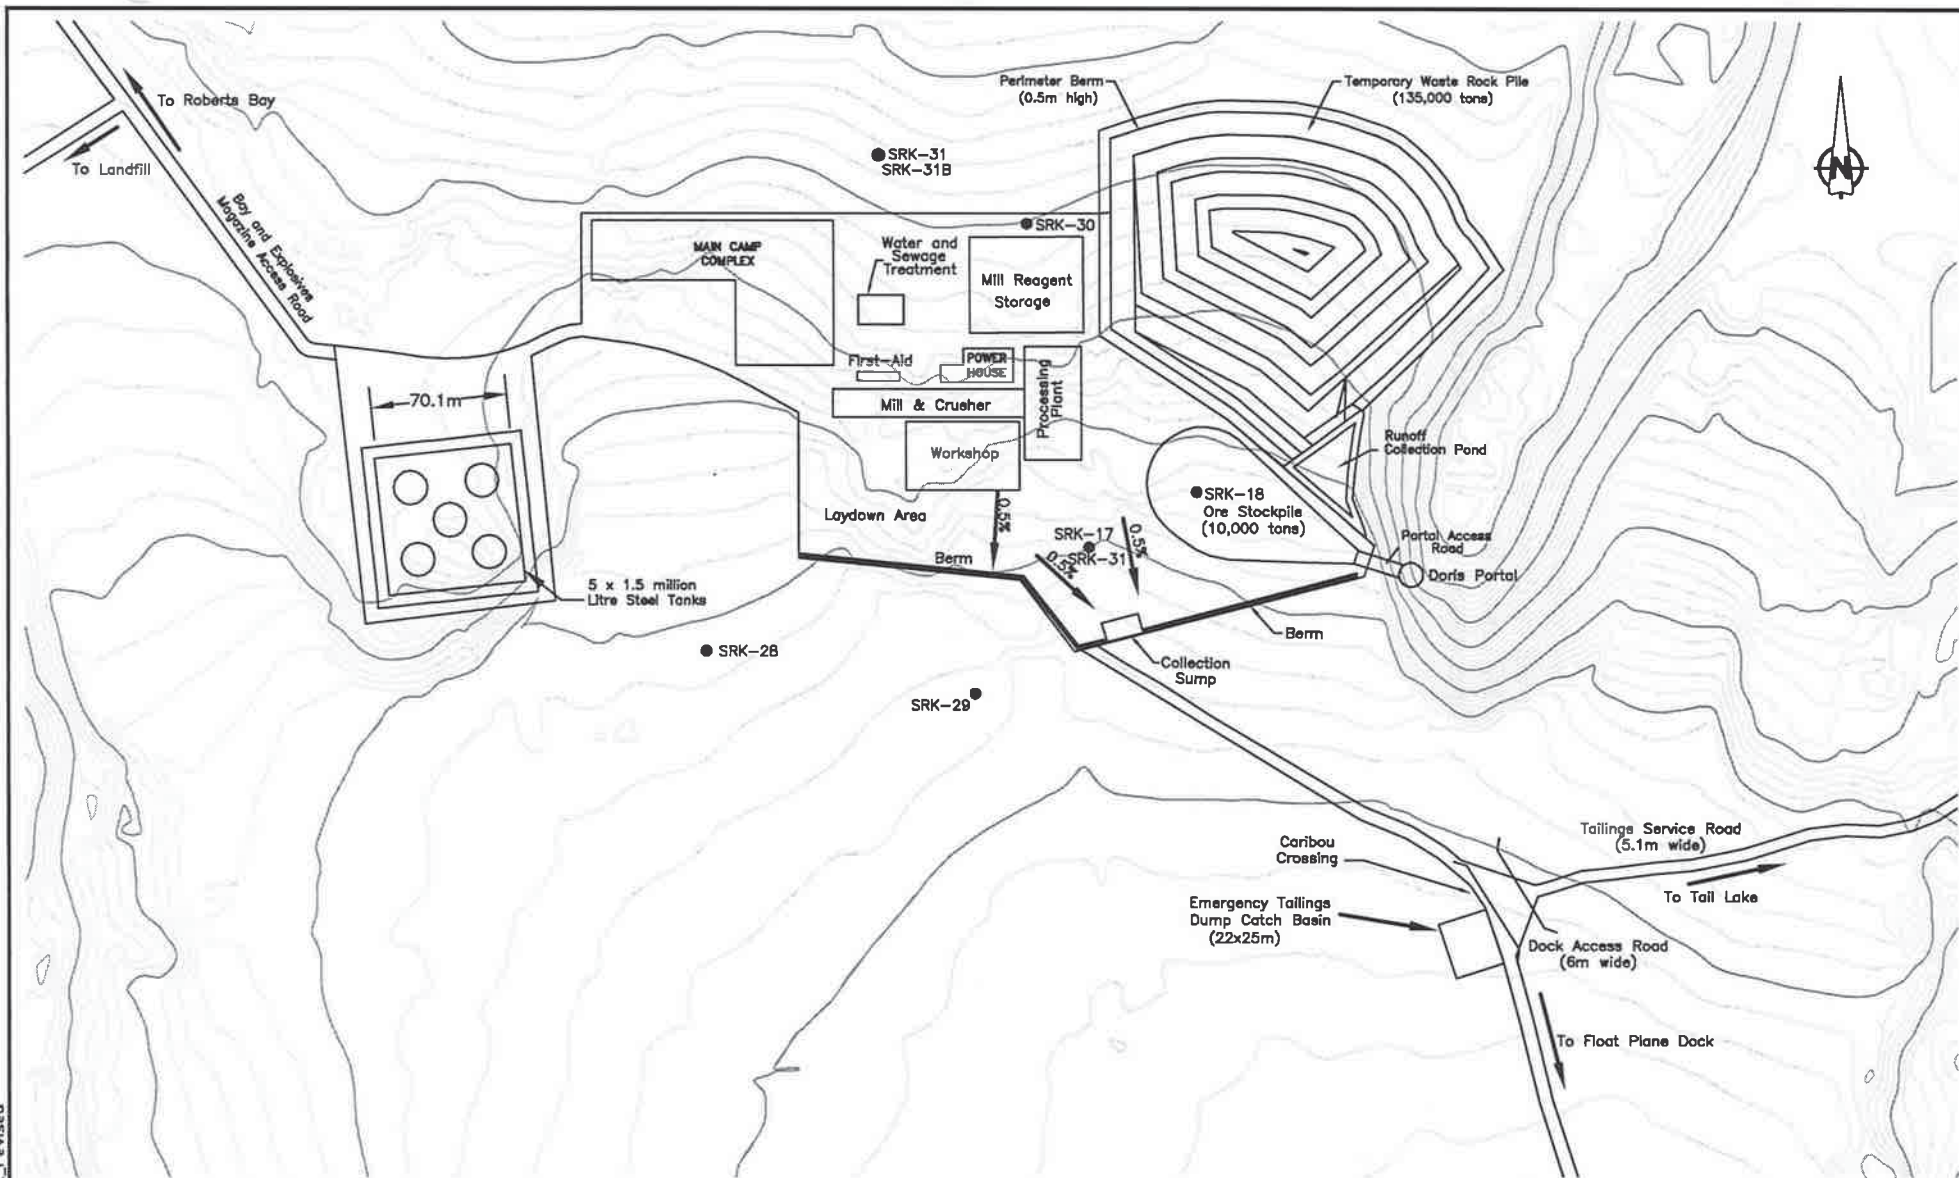 Perimeter Berm
(0.5m high)
Temporary Waste Rock Pile
(135,000 tons)
To Roberts Bay
To Landfill
SRK-31
SRK-31B
N
Bay and Explosives
Magazine Access Road
SRK-30
MAIN CAMP
COMPLEX
Water and
Sewage
Treatment
Mill Reagent
Storage
First-Aid
POWER
HOUSE
Processing
Plant
70.1m
Mill & Crusher
Workshop
Runoff
Collection Pond
SRK-18
Ore Stockpile
(10,000 tons)
Laydown Area
0.5%
SRK-17
SRK-31
0.5%
0.5%
Portal Access
Road
Doris Portal
Berm
5 x 1.5 million
Litre Steel Tanks
Berm
SRK-28
Collection
Sump
SRK-29
Tailings Service Road
(5.1m wide)
Caribou
Crossing
To Tail Lake
Emergency Tailings
Dump Catch Basin
(22x25m)
Dock Access Road
(6m wide)
To Float Plane Dock